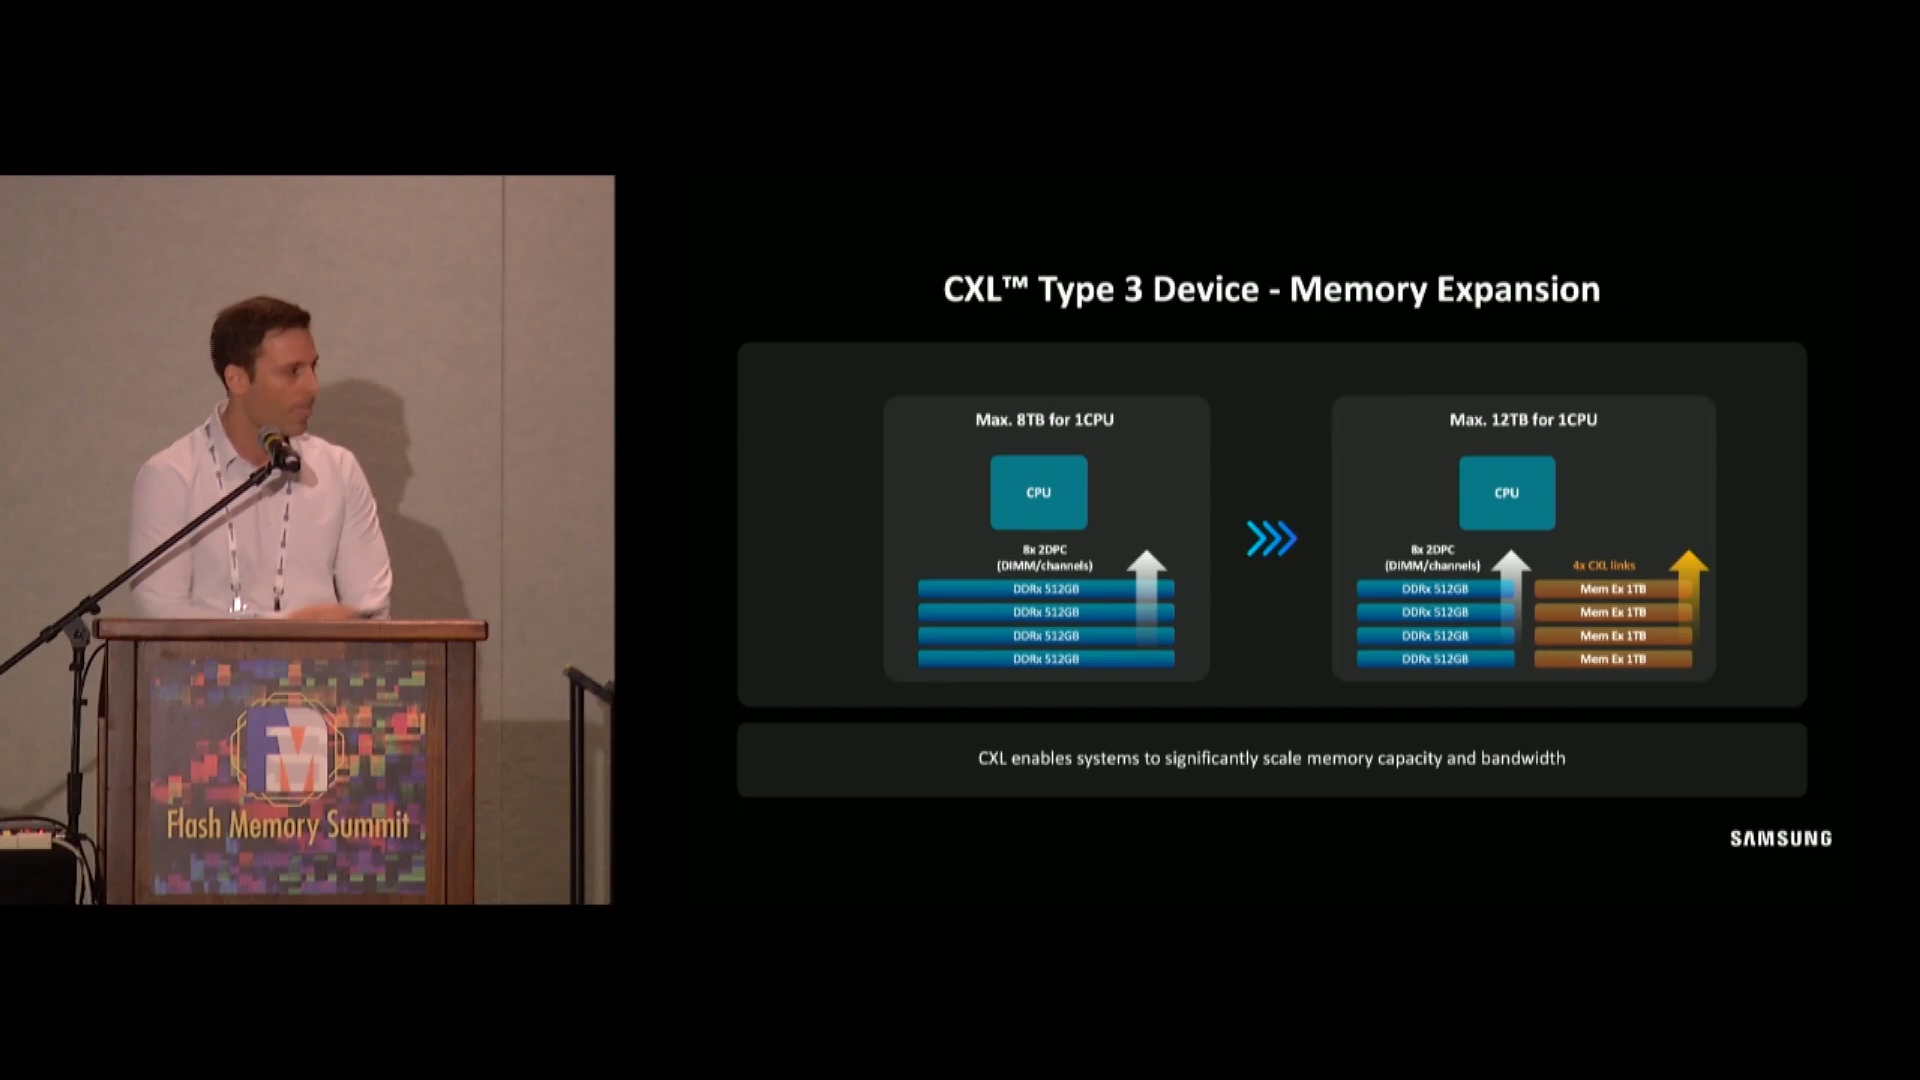 CXL™ Type 3 Device - Memory Expansion
Max. 8TB for 1CPU
CPU
8x 2DPC
(DIMM/channels)
DDRx 512GB
DDRx 512GB
DDRx 512GB
DDRx 512GB
Max. 12TB for 1CPU
CPU
8x 2DPC
(DIMM/channels)
DDRx 512GB
DDRx 512GB
DDRx 512GB
DDRx 512GB
4x CXL links
Mem Ex 1TB
Mem Ex 1TB
Mem Ex 1TB
Mem Ex 1TB
CXL enables systems to significantly scale memory capacity and bandwidth
SAMSUNG
FM
Flash Memory Summit